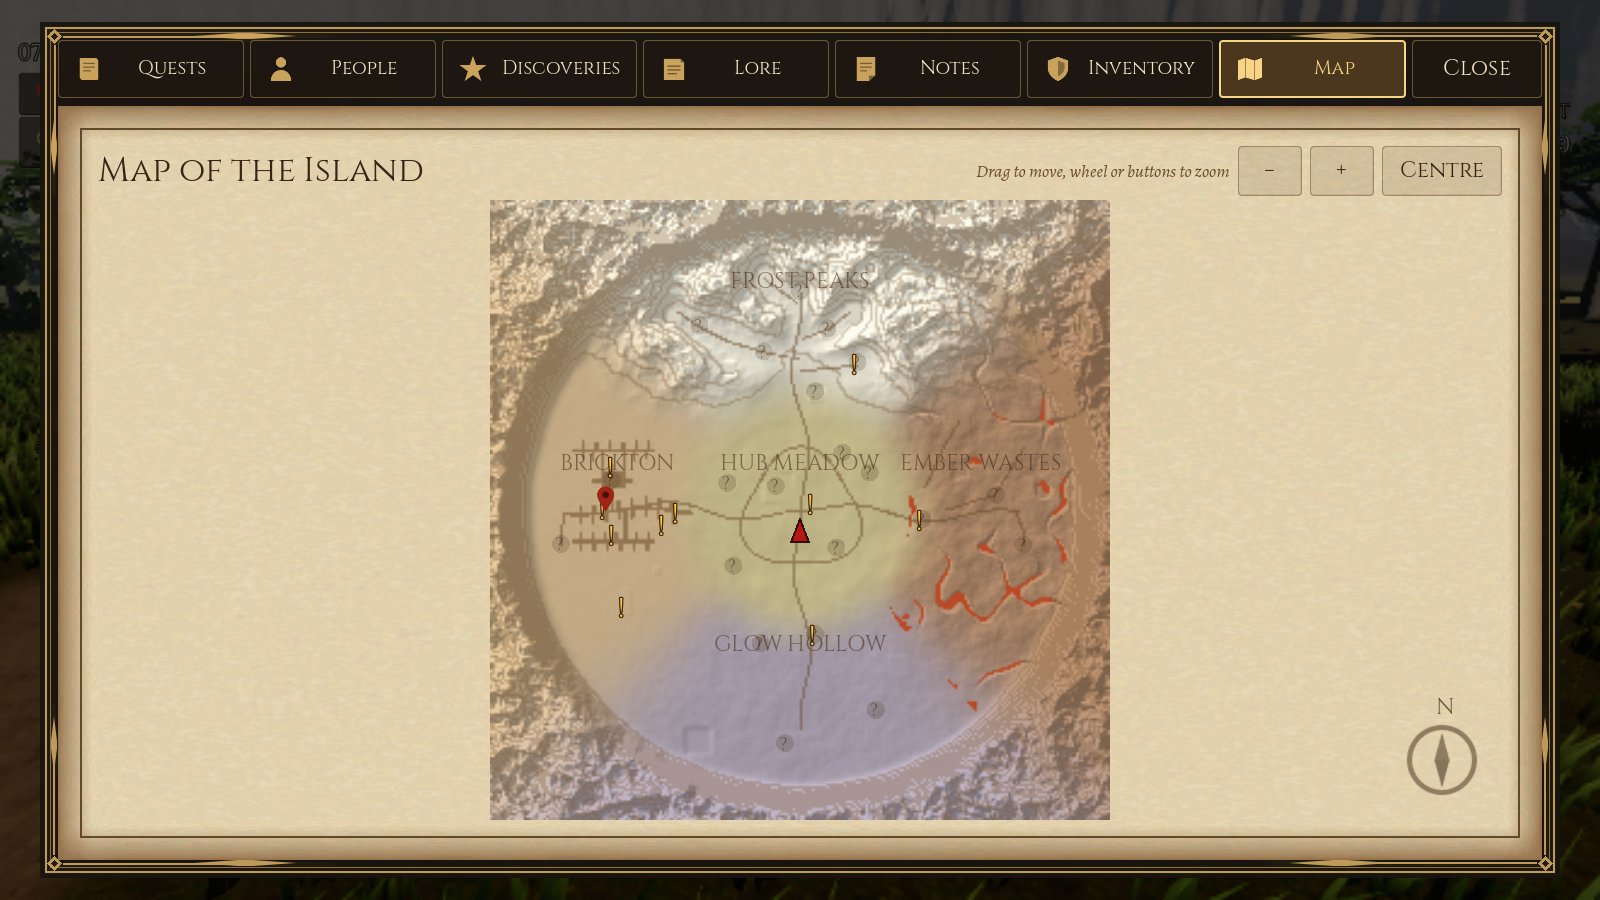 07
QUESTS
PEOPLE
DISCOVERIES
LORE
NOTES
INVENTORY
MAP
CLOSE
MAP OF THE ISLAND
Drag to move, wheel or buttons to zoom
−
+
CENTRE
FROST PEAKS
?
?
?
?
!
?
BRICKTON
HUB MEADOW
EMBER WASTES
!
?
?
?
?
?
!
!
!
!
!
!
?
?
?
?
!
!
GLOW HOLLOW
?
?
N